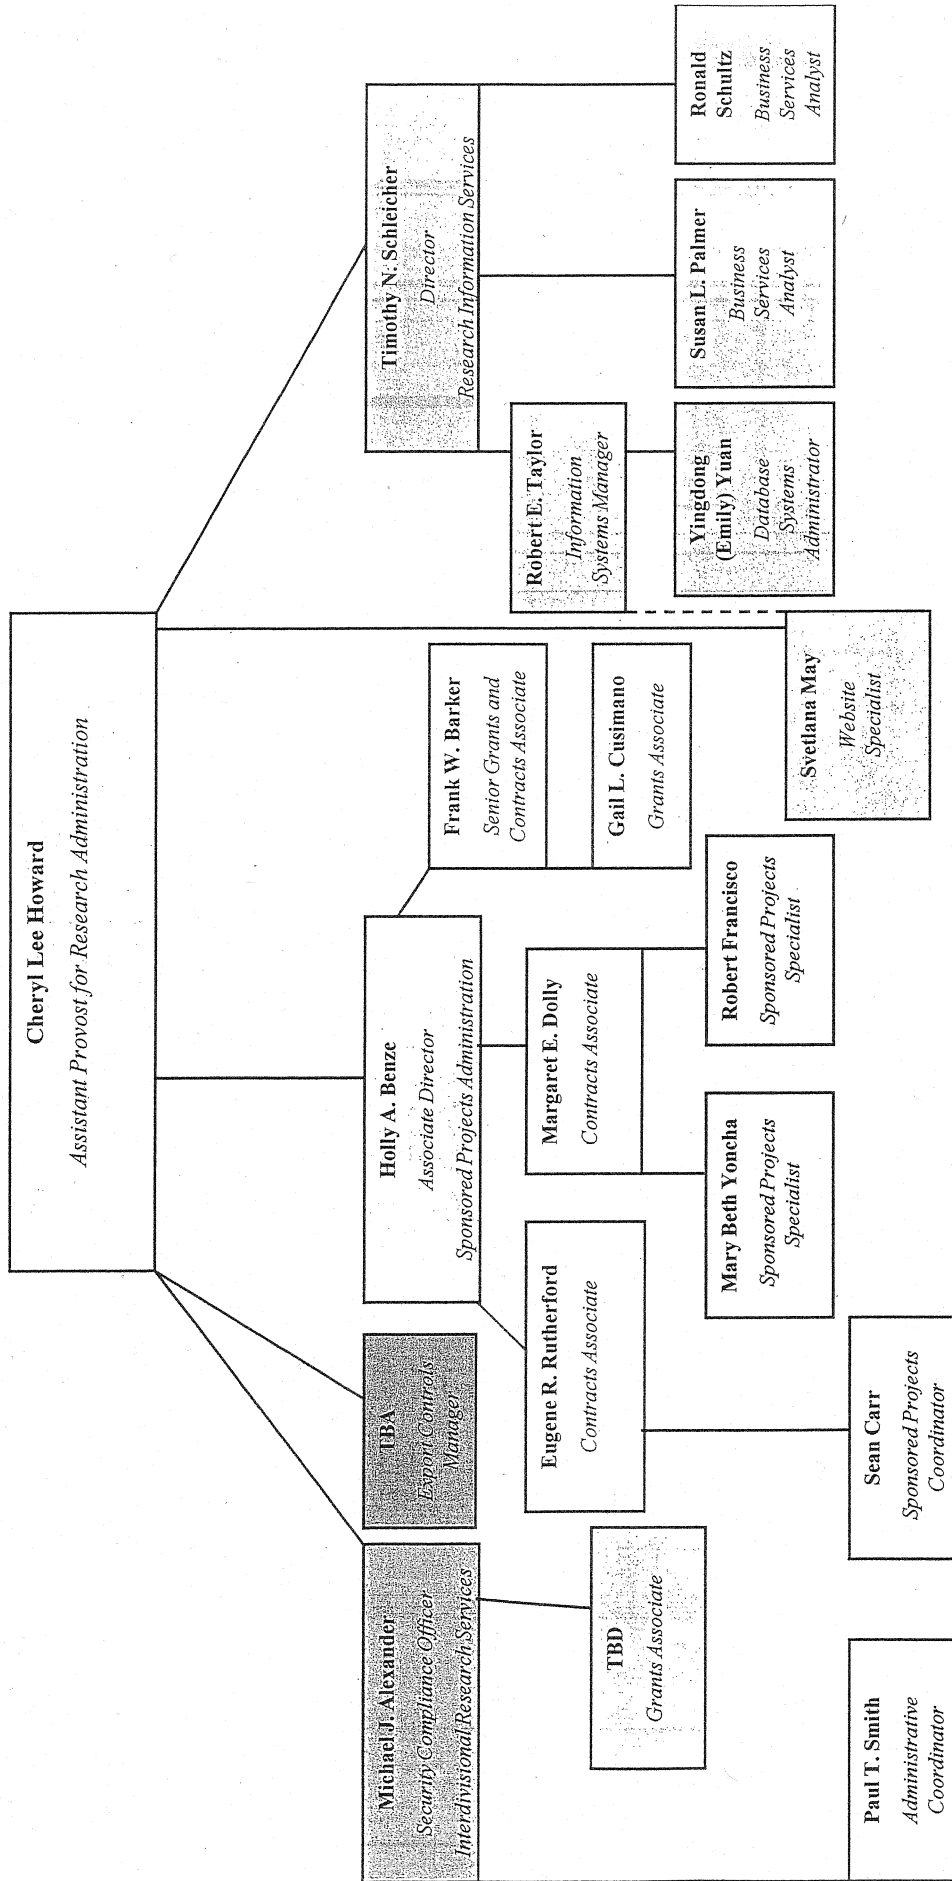 Cheryl Lee Howard
Assistant Provost for Research Administration
Michael J. Alexander
Security Compliance Officer
Interdivisional Research Services
TBA
Export Controls
Manager
Holly A. Benze
Associate Director
Sponsored Projects Administration
Timothy N. Schleicher
Director
Research Information Services
Frank W. Barker
Senior Grants and
Contracts Associate
Robert E. Taylor
Information
Systems Manager
Eugene R. Rutherford
Contracts Associate
Margaret E. Dolly
Contracts Associate
TBD
Grants Associate
Gail L. Cusimano
Grants Associate
Yingdong
(Emily) Yuan
Database
Systems
Administrator
Susan L. Palmer
Business
Services
Analyst
Ronald
Schultz
Business
Services
Analyst
Mary Beth Yoncha
Sponsored Projects
Specialist
Robert Francisco
Sponsored Projects
Specialist
Svetlana May
Website
Specialist
Paul T. Smith
Administrative
Coordinator
Sean Carr
Sponsored Projects
Coordinator